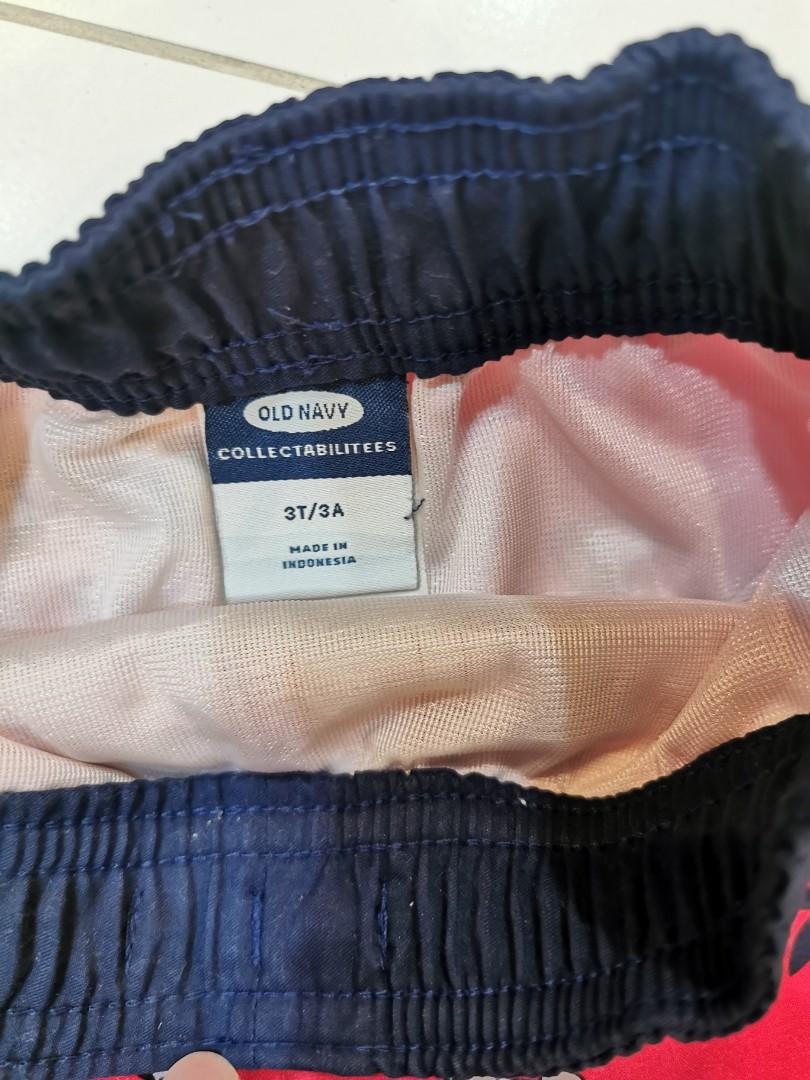 OLD NAVY
COLLECTABILITEES
3T/3A
MADE IN
INDONESIA